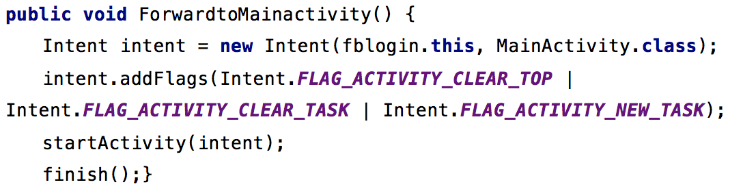 public void ForwardtoMainactivity() {
Intent intent = new Intent(fblogin.this, MainActivity.class);
intent.addFlags(Intent.FLAG_ACTIVITY_CLEAR_TOP |
Intent.FLAG_ACTIVITY_CLEAR_TASK | Intent.FLAG_ACTIVITY_NEW_TASK);
startActivity(intent);
finish();}